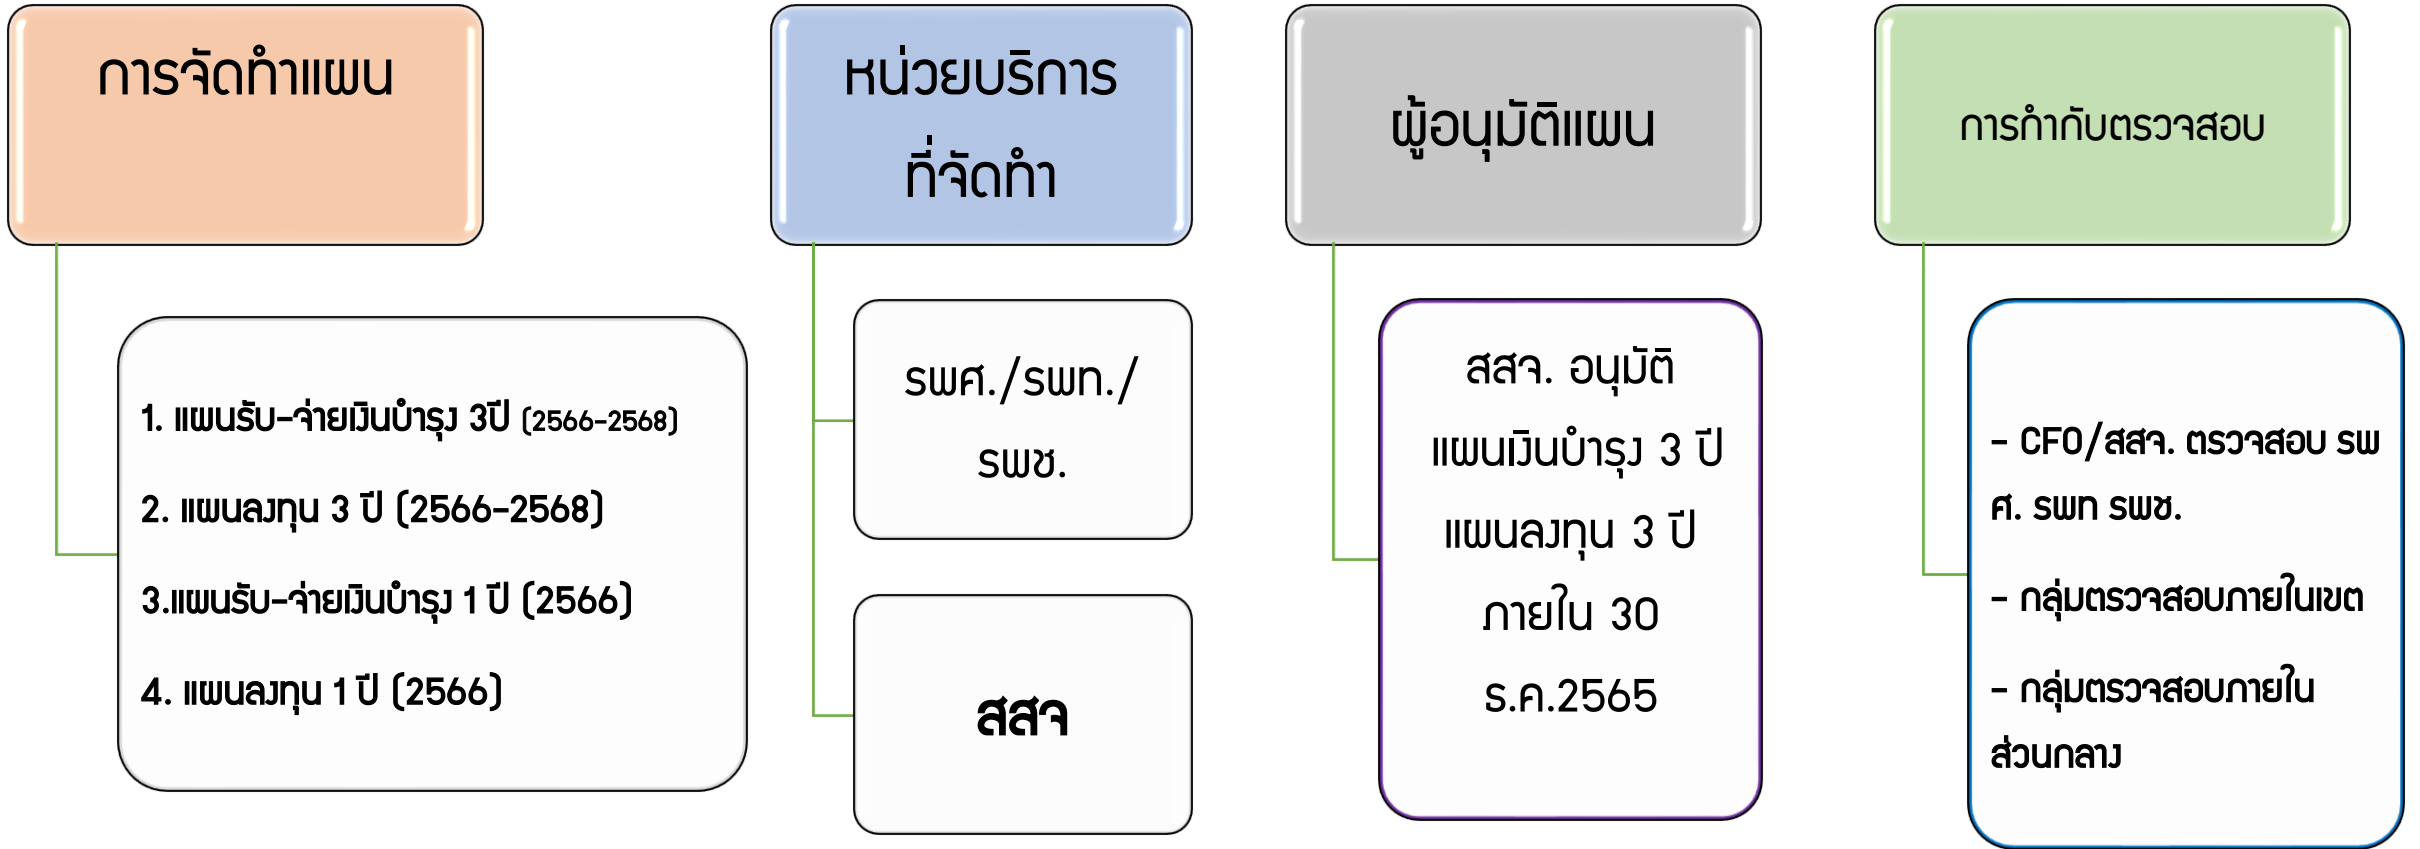 การจัดทำแผน
1. แผนรับ-จ่ายเงินบำรุง 3ปี (2566-2568)
2. แผนลงทุน 3 ปี (2566-2568)
3.แผนรับ-จ่ายเงินบำรุง 1 ปี (2566)
4. แผนลงทุน 1 ปี (2566)
หน่วยบริการ
ที่จัดทำ
รพศ./รพท./
รพช.
สสจ
ผู้อนุมัติแผน
สสจ. อนุมัติ
แผนเงินบำรุง 3 ปี
แผนลงทุน 3 ปี
ภายใน 30
ธ.ค.2565
การกำกับตรวจสอบ
- CFO/สสจ. ตรวจสอบ รพ
ศ. รพท รพช.
- กลุ่มตรวจสอบภายในเขต
- กลุ่มตรวจสอบภายใน
ส่วนกลาง